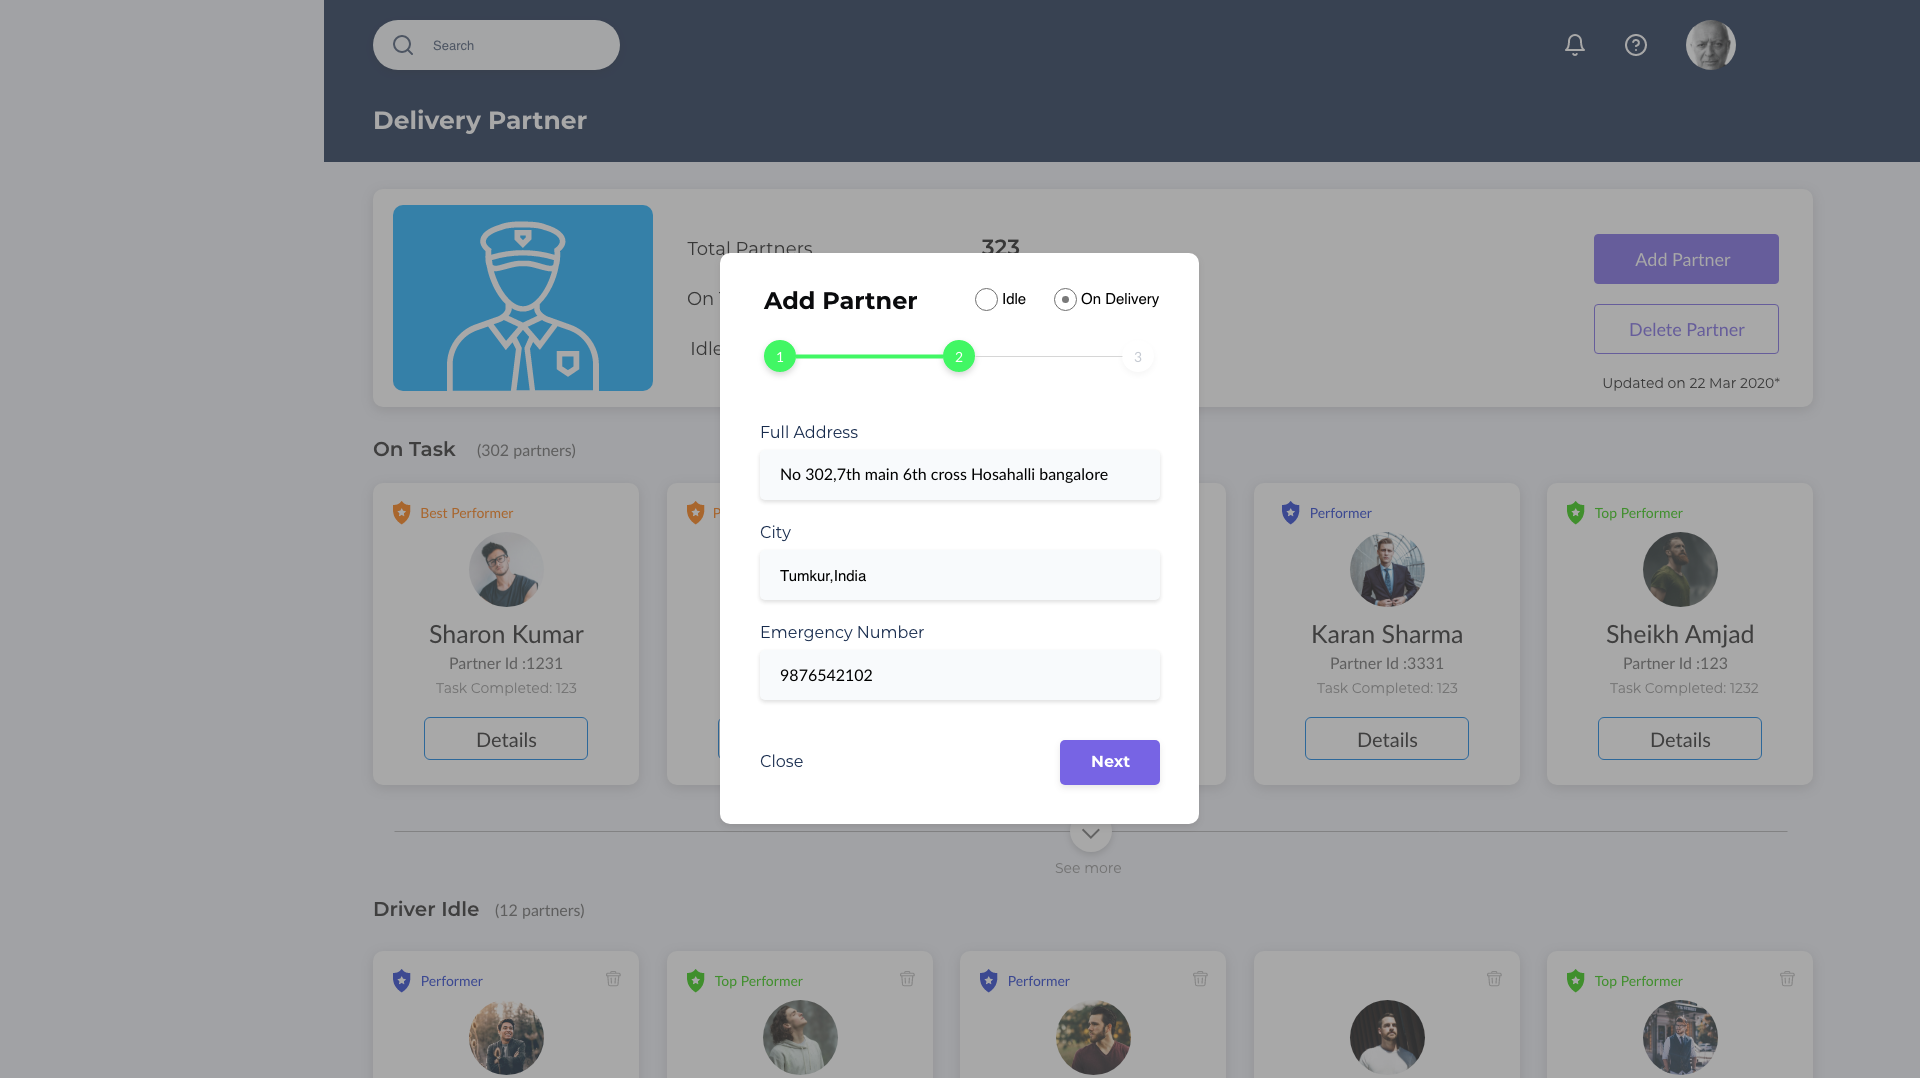 Search
Delivery Partner
Total Partners 323
On
Idle
Add Partner
Delete Partner
Updated on 22 Mar 2020*
Add Partner
Idle
On Delivery
1
2
3
Full Address
No 302,7th main 6th cross Hosahalli bangalore
City
Tumkur,India
Emergency Number
9876542102
Close
Next
On Task (302 partners)
Best Performer
Sharon Kumar
Partner Id :1231
Task Completed: 123
Details
P
Performer
Karan Sharma
Partner Id :3331
Task Completed: 123
Details
Top Performer
Sheikh Amjad
Partner Id :123
Task Completed: 1232
Details
See more
Driver Idle (12 partners)
Performer
Top Performer
Performer
Top Performer